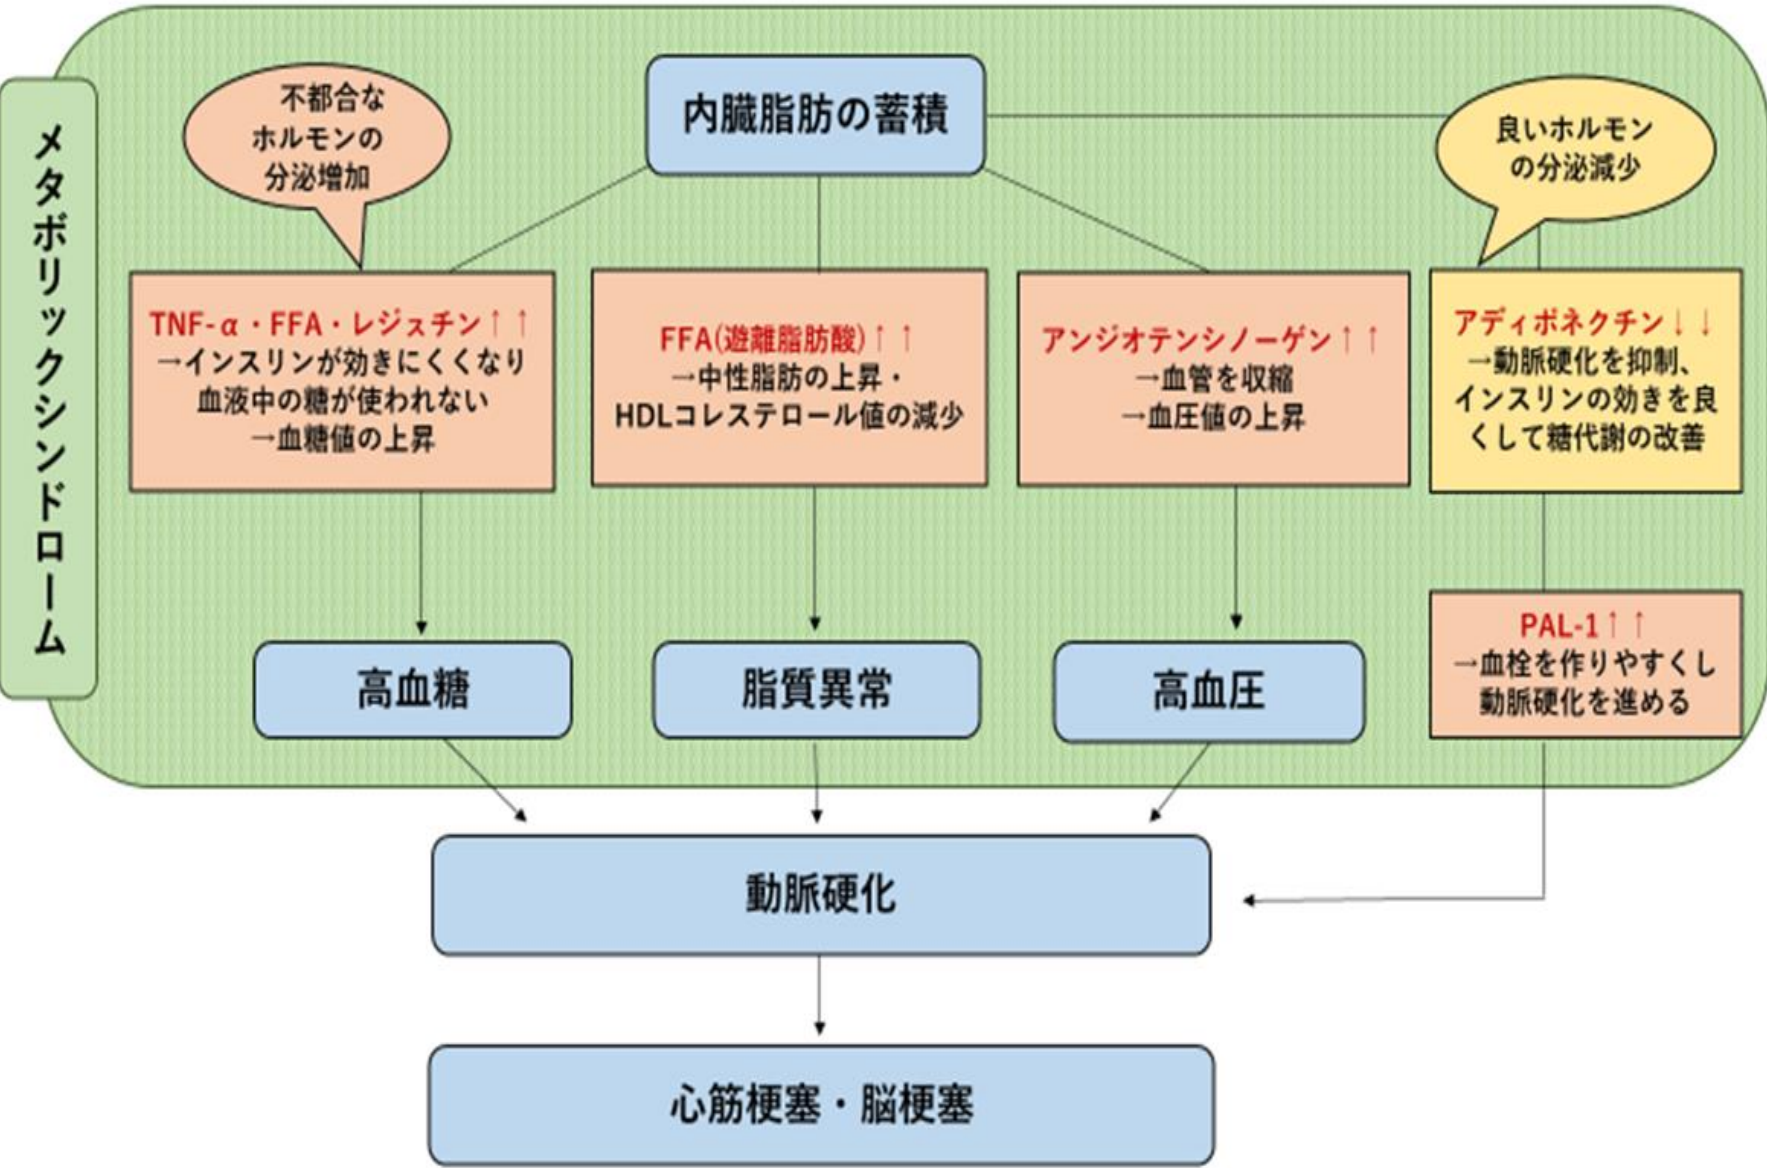 メタボリックシンドローム
不都合な
ホルモンの
分泌増加
内臓脂肪の蓄積
良いホルモン
の分泌減少
TNF-α・FFA・レジスチン↑↑
→インスリンが効きにくくなり
血液中の糖が使われない
→血糖値の上昇
FFA(遊離脂肪酸)↑↑
→中性脂肪の上昇・
HDLコレステロール値の減少
アンジオテンシノーゲン↑↑
→血管を収縮
→血圧値の上昇
アディポネクチン↓↓
→動脈硬化を抑制、
インスリンの効きを良
くして糖代謝の改善
高血糖
脂質異常
高血圧
PAL-1↑↑
→血栓を作りやすくし
動脈硬化を進める
動脈硬化
心筋梗塞・脳梗塞